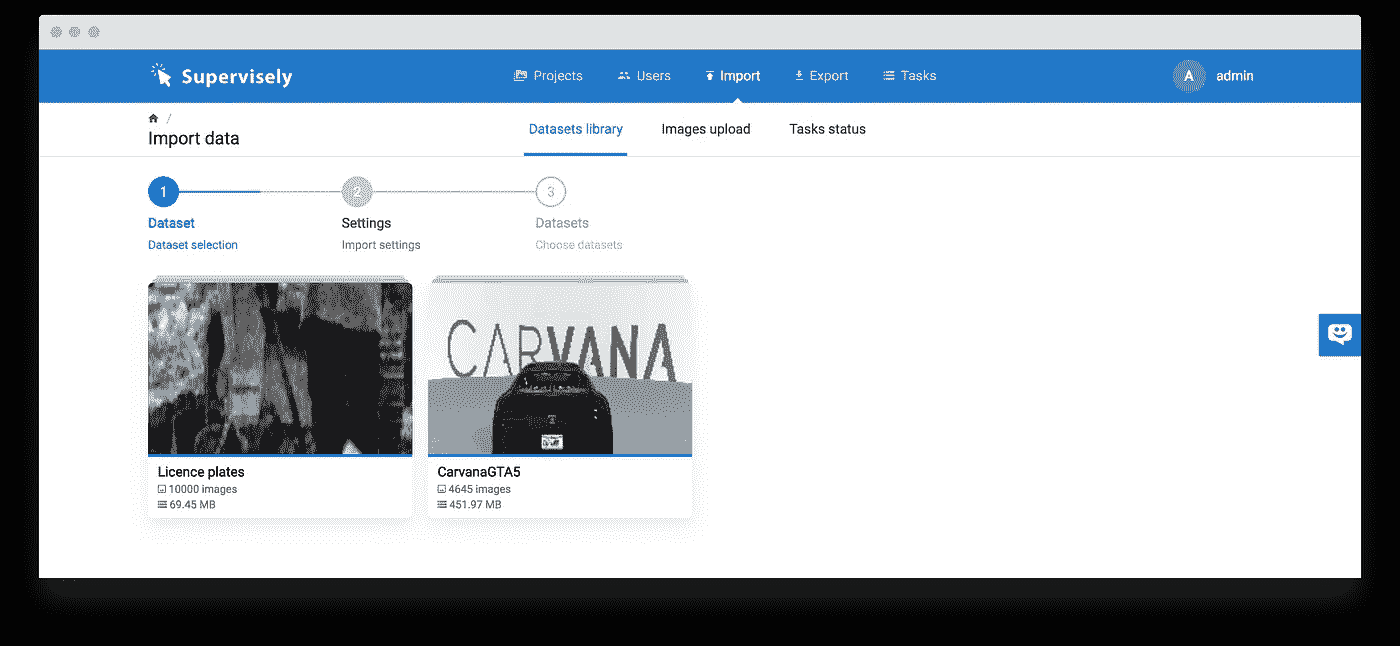 Supervisely
Projects
Users
Import
Export
Tasks
A
admin
/
Import data
Datasets library
Images upload
Tasks status
1
2
3
Dataset
Settings
Datasets
Dataset selection
Import settings
Choose datasets
CARVANA
Licence plates
10000 images
69.45 MB
CarvanaGTA5
4645 images
451.97 MB